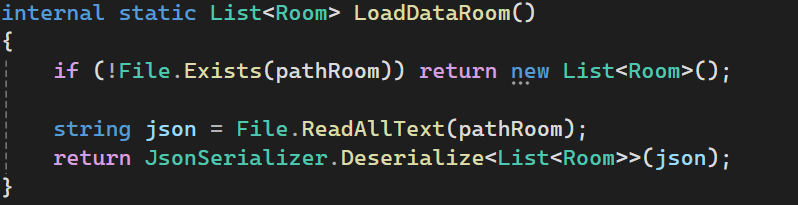 internal static List<Room> LoadDataRoom()
{
if (!File.Exists(pathRoom)) return new List<Room>();
string json = File.ReadAllText(pathRoom);
return JsonSerializer.Deserialize<List<Room>>(json);
}